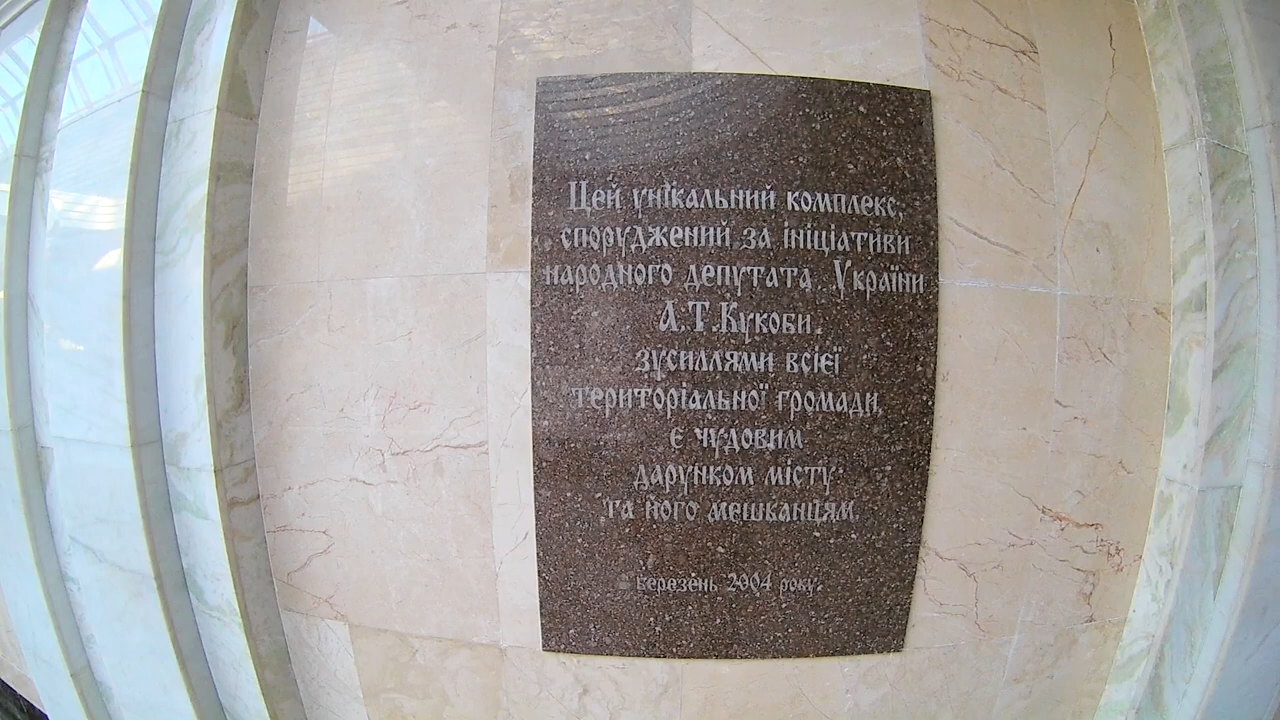 Цей унікальний комплекс,
споруджений за ініціативи
народного депутата України
А.Т.Кукоби,
зусиллями всієї
територіальної громади,
є чудовим
дарунком місту
та його мешканцям.
Березень 2004 року.